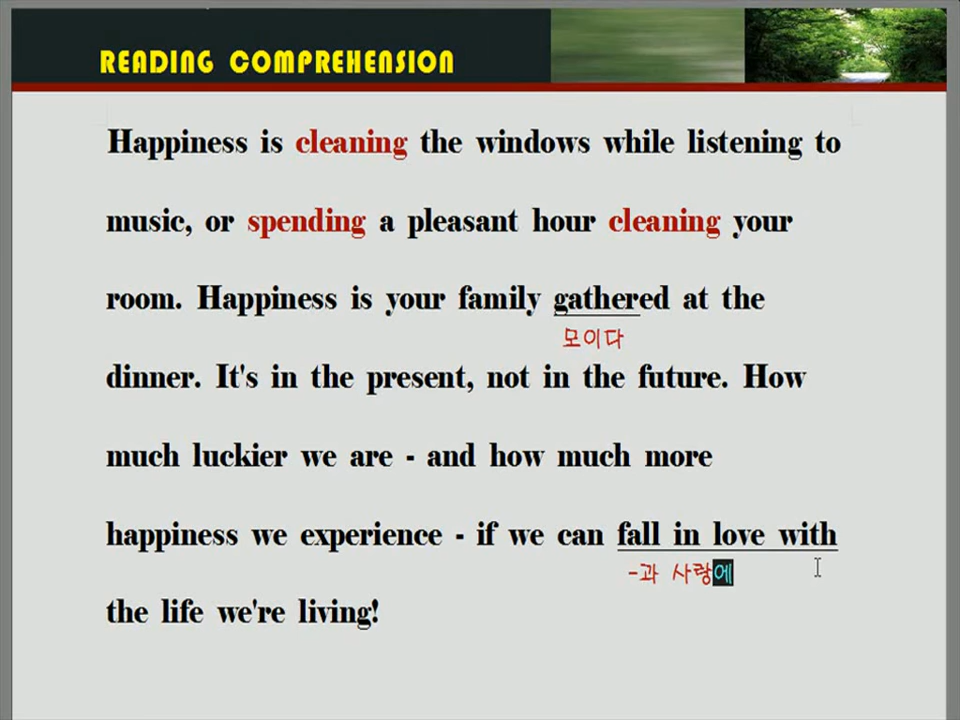 READING COMPREHENSION
Happiness is cleaning the windows while listening to
music, or spending a pleasant hour cleaning your
room. Happiness is your family gathered at the
모이다
dinner. It's in the present, not in the future. How
much luckier we are - and how much more
happiness we experience - if we can fall in love with
-과 사랑에
the life we're living!